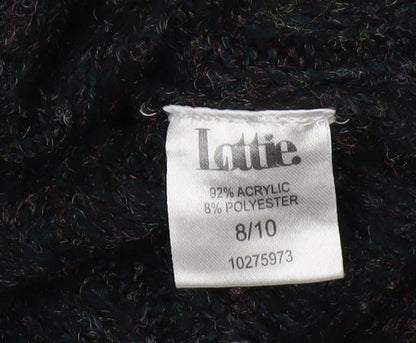 Lottie.
92% ACRYLIC
8% POLYESTER
8/10
10275973